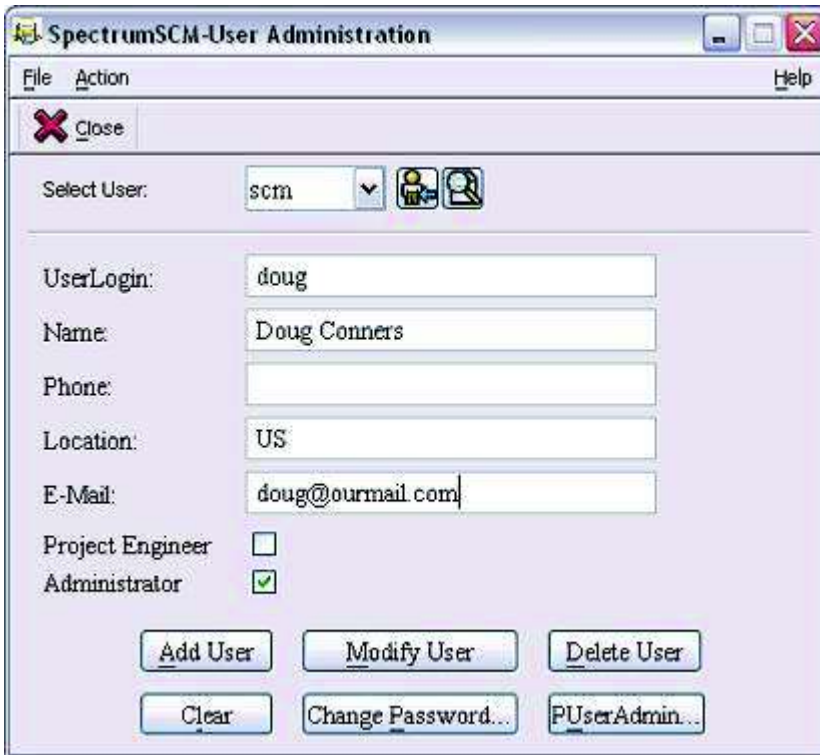 SpectrumSCM-User Administration
File Action Help
Close
Select User: scm
UserLogin: doug
Name: Doug Conners
Phone:
Location: US
E-Mail: doug@ourmail.com
Project Engineer
Administrator
Add User Modify User Delete User
Clear Change Password... PUserAdmin...